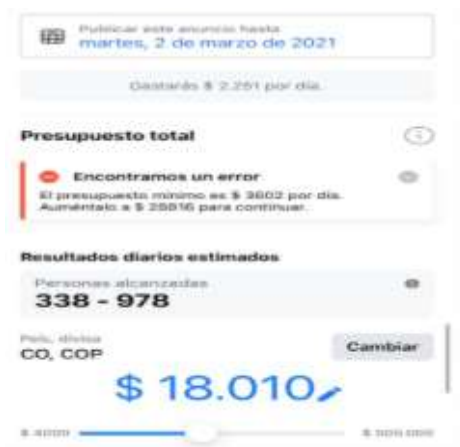 Publicar este anuncio hasta
martes, 2 de marzo de 2021
Gastarás $ 2.251 por día.
Presupuesto total
Encontramos un error
El presupuesto mínimo es $ 3602 por día.
Auméntalo a $ 28816 para continuar.
Resultados diarios estimados
Personas alcanzadas
338 - 978
País, divisa
CO, COP
Cambiar
$ 18.010